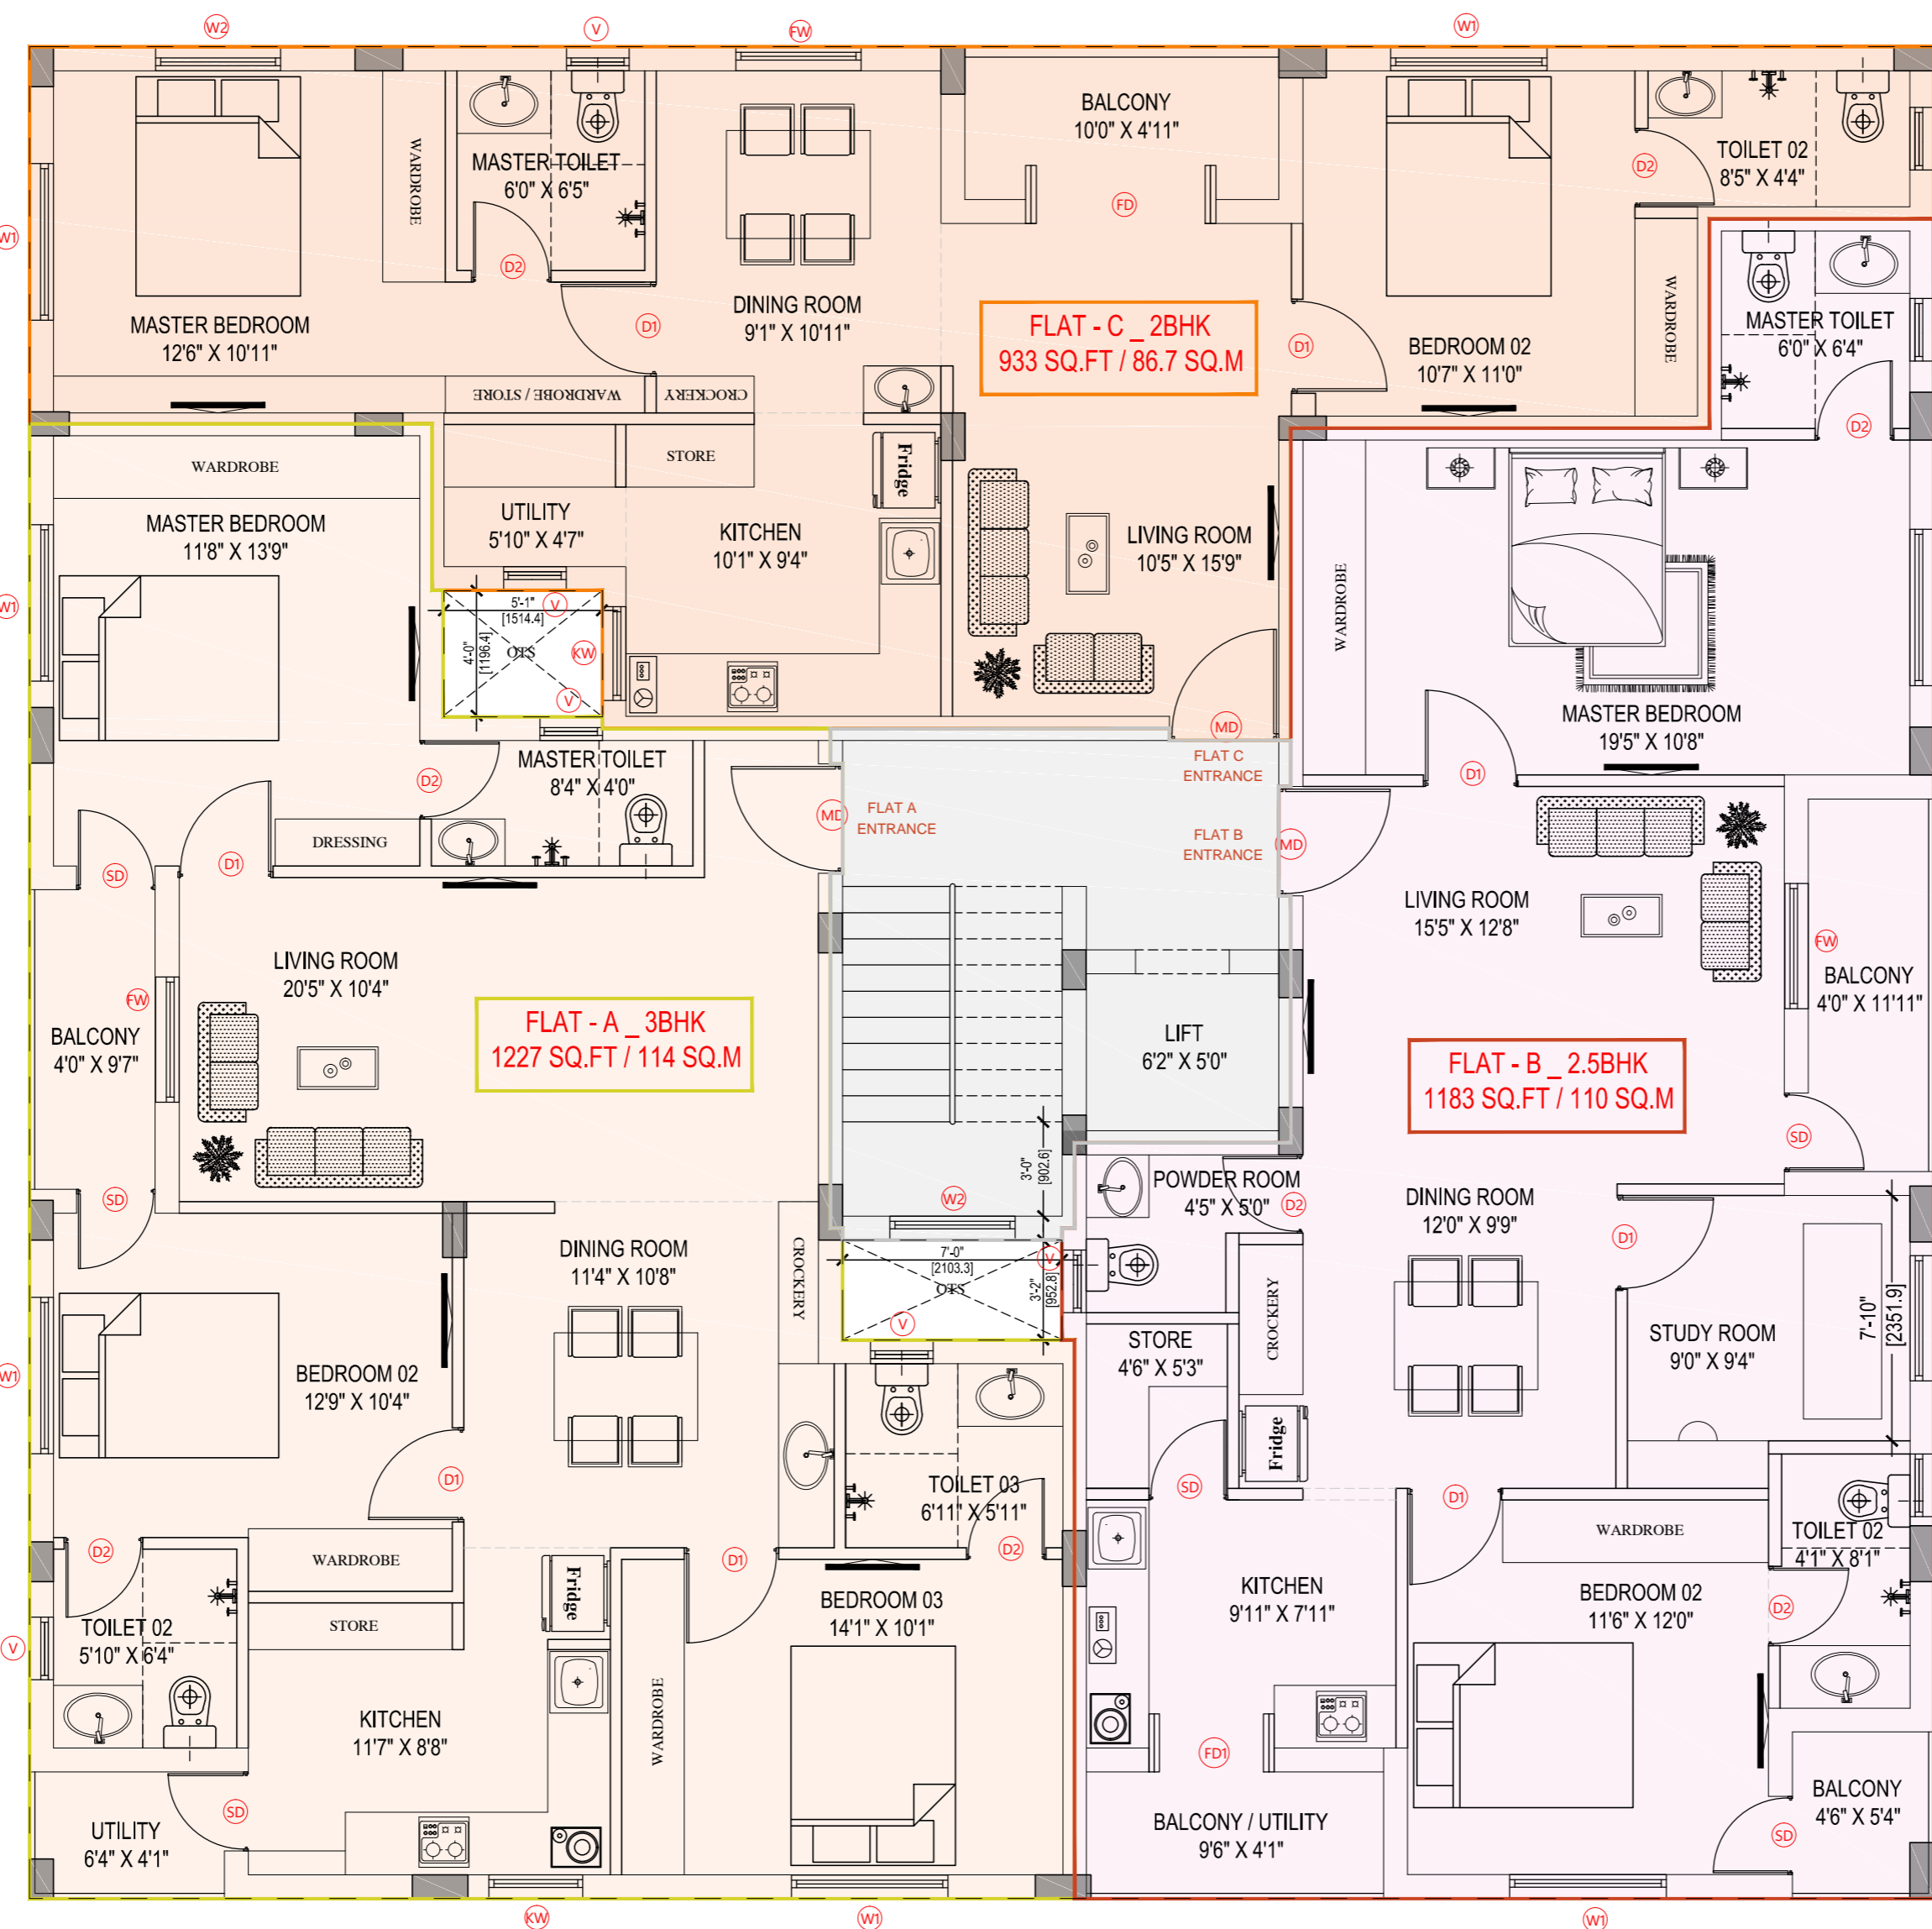 W2
V
FW
W1
BALCONY
10'0" X 4'11"
WARDROBE
MASTER TOILET
6'0" X 6'5"
D2
TOILET 02
8'5" X 4'4"
D2
FD
W1
MASTER BEDROOM
12'6" X 10'11"
DINING ROOM
9'1" X 10'11"
D1
FLAT - C _ 2BHK
933 SQ.FT / 86.7 SQ.M
D1
BEDROOM 02
10'7" X 11'0"
WARDROBE
MASTER TOILET
6'0" X 6'4"
D2
WARDROBE / STORE
CROCKERY
WARDROBE
STORE
Fridge
MASTER BEDROOM
11'8" X 13'9"
UTILITY
5'10" X 4'7"
KITCHEN
10'1" X 9'4"
LIVING ROOM
10'5" X 15'9"
WARDROBE
W1
5'-1"
[1514.4]
V
4'-0"
[1196.4]
OTS
KW
V
MASTER BEDROOM
19'5" X 10'8"
MD
FLAT C
ENTRANCE
D1
MASTER TOILET
8'4" X 4'0"
D2
DRESSING
MD
FLAT A
ENTRANCE
FLAT B
ENTRANCE
MD
SD
D1
LIVING ROOM
15'5" X 12'8"
FW
BALCONY
4'0" X 11'11"
LIVING ROOM
20'5" X 10'4"
FW
BALCONY
4'0" X 9'7"
FLAT - A _ 3BHK
1227 SQ.FT / 114 SQ.M
LIFT
6'2" X 5'0"
FLAT - B _ 2.5BHK
1183 SQ.FT / 110 SQ.M
SD
3'-0"
[902.6]
SD
W2
POWDER ROOM
4'5" X 5'0"
D2
DINING ROOM
12'0" X 9'9"
D1
DINING ROOM
11'4" X 10'8"
CROCKERY
7'-0"
[2103.3]
OTS
3'-2"
[952.8]
V
V
CROCKERY
STORE
4'6" X 5'3"
STUDY ROOM
9'0" X 9'4"
7'-10"
[2351.9]
W1
BEDROOM 02
12'9" X 10'4"
D1
Fridge
TOILET 03
6'11" X 5'11"
SD
D1
D2
WARDROBE
D1
D2
WARDROBE
TOILET 02
4'1" X 8'1"
Fridge
BEDROOM 03
14'1" X 10'1"
KITCHEN
9'11" X 7'11"
BEDROOM 02
11'6" X 12'0"
D2
STORE
TOILET 02
5'10" X 6'4"
V
WARDROBE
KITCHEN
11'7" X 8'8"
FD1
SD
UTILITY
6'4" X 4'1"
BALCONY / UTILITY
9'6" X 4'1"
BALCONY
4'6" X 5'4"
SD
KW
W1
W1